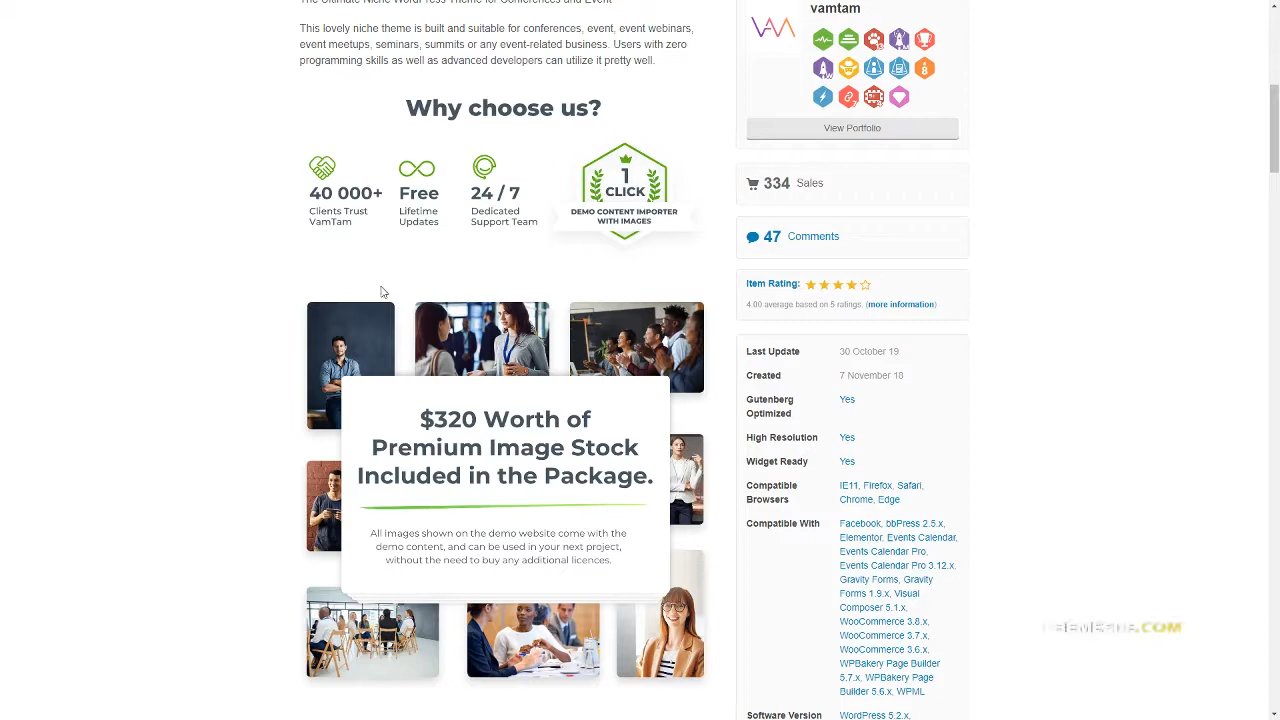 The Ultimate Niche WordPress Theme for Conferences and Event
This lovely niche theme is built and suitable for conferences, event, event webinars,
event meetups, seminars, summits or any event-related business. Users with zero
programming skills as well as advanced developers can utilize it pretty well.
Why choose us?
40 000+
Clients Trust
VamTam
Free
Lifetime
Updates
24 / 7
Dedicated
Support Team
1
CLICK
DEMO CONTENT IMPORTER
WITH IMAGES
$320 Worth of
Premium Image Stock
Included in the Package.
All images shown on the demo website come with the
demo content, and can be used in your next project,
without the need to buy any additional licences.
vamtam
View Portfolio
334 Sales
47 Comments
Item Rating:
4.00 average based on 5 ratings. (more information)
Last Update 30 October 19
Created 7 November 18
Gutenberg Yes
Optimized
High Resolution Yes
Widget Ready Yes
Compatible IE11, Firefox, Safari,
Browsers Chrome, Edge
Compatible With Facebook, bbPress 2.5.x,
Elementor, Events Calendar,
Events Calendar Pro,
Events Calendar Pro 3.12.x,
Gravity Forms, Gravity
Forms 1.9.x, Visual
Composer 5.1.x,
WooCommerce 3.8.x,
WooCommerce 3.7.x,
WooCommerce 3.6.x,
WPBakery Page Builder
5.7.x, WPBakery Page
Builder 5.6.x, WPML
Software Version WordPress 5.2.x,
.COM